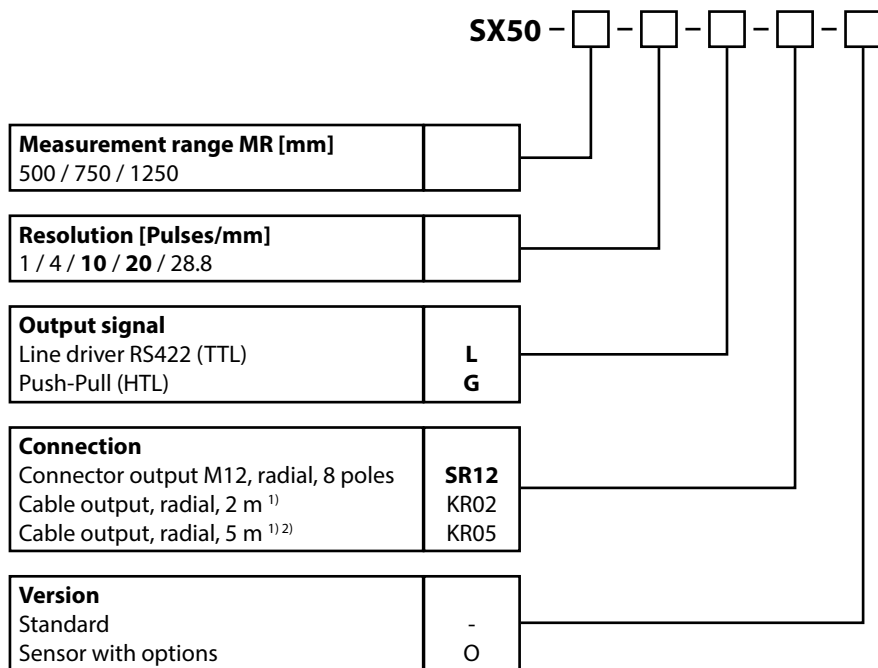 SX50 – – – – –
Measurement range MR [mm]
500 / 750 / 1250
Resolution [Pulses/mm]
1 / 4 / 10 / 20 / 28.8
Output signal
Line driver RS422 (TTL) L
Push-Pull (HTL) G
Connection
Connector output M12, radial, 8 poles SR12
Cable output, radial, 2 m 1) KR02
Cable output, radial, 5 m 1) 2) KR05
Version
Standard -
Sensor with options O